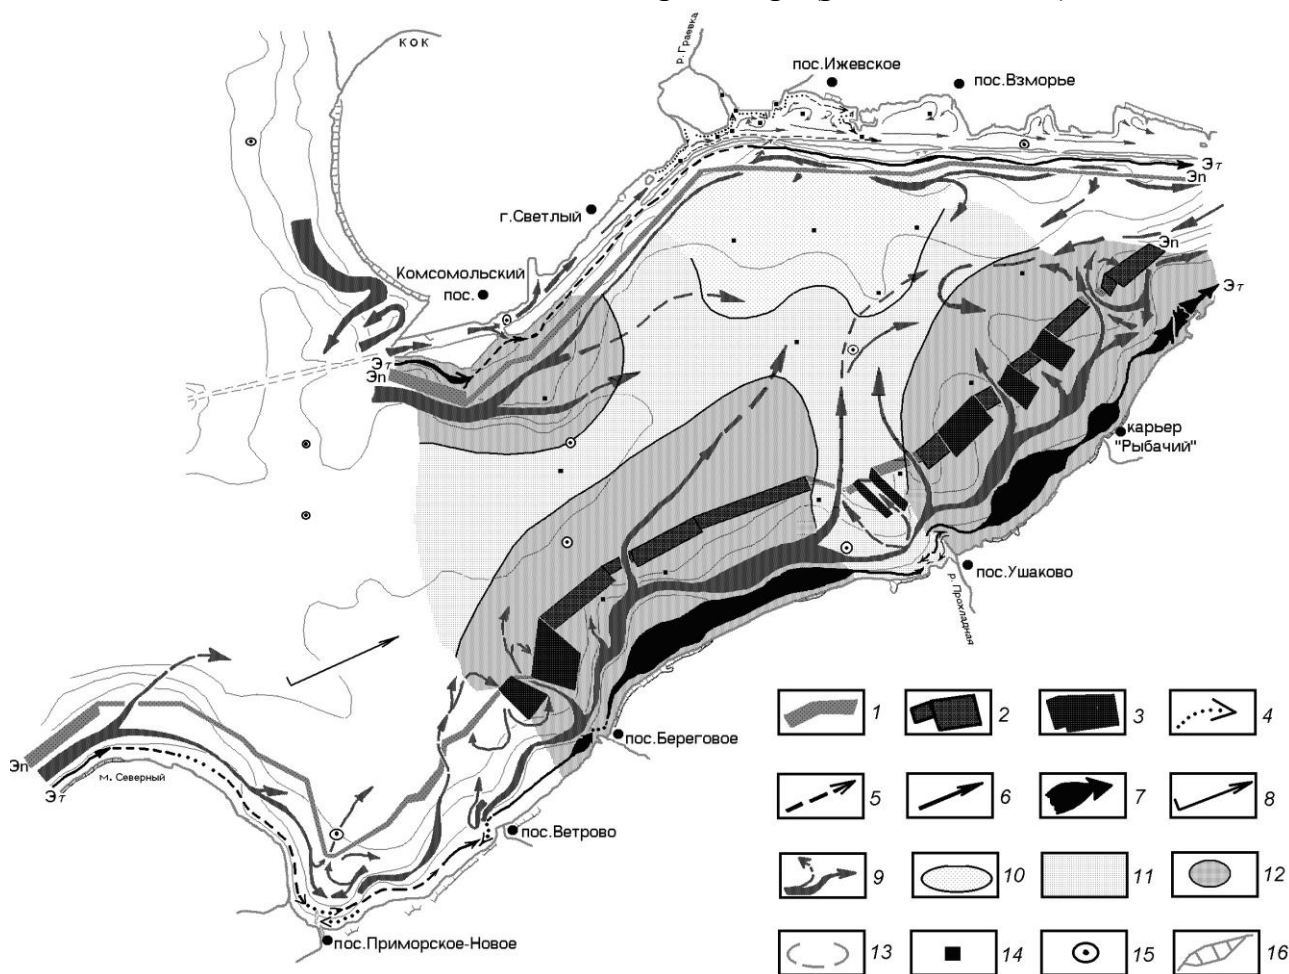 КОК
р. Граевка
пос.Ижевское
пос.Взморье
Эт
Эп
г.Светлый
Комсомольский
пос.
Эп
Эт
Эт
Эп
карьер
"Рыбачий"
пос.Ушаково
р. Прохладная
пос.Береговое
Эп
м. Северный
Эт
пос.Ветрово
пос.Приморское-Новое
1
2
3
4
5
6
7
8
9
10
11
12
13
14
15
16